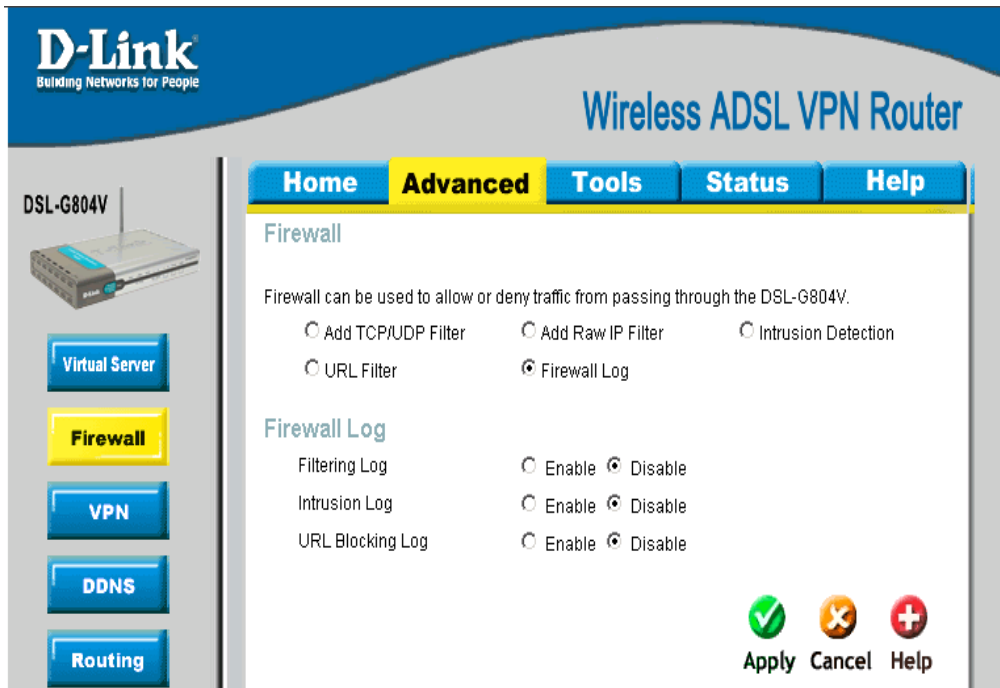 D-Link
Building Networks for People
Wireless ADSL VPN Router
DSL-G804V
Home Advanced Tools Status Help
Firewall
Firewall can be used to allow or deny traffic from passing through the DSL-G804V.
Add TCP/UDP Filter Add Raw IP Filter Intrusion Detection
URL Filter Firewall Log
Firewall Log
Filtering Log Enable Disable
Intrusion Log Enable Disable
URL Blocking Log Enable Disable
Apply Cancel Help
Virtual Server
Firewall
VPN
DDNS
Routing